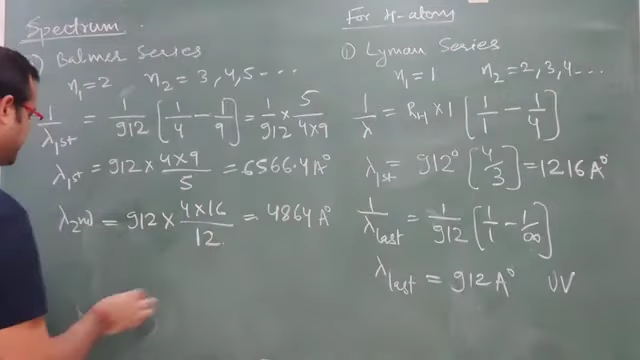 Spectrum
) Balmer Series
n₁=2 n₂ = 3,4,5----
1/λ1st = 1/912 [1/4 - 1/9] = 1/912 × 5/(4×9)
λ1st = 912 × (4×9)/5 = 6566.4 A°
λ2nd = 912 × (4×16)/12 = 4864 A°
For H-atom
① Lyman Series
n₁=1 n₂=2,3,4...
1/λ = RH × 1 [1/1 - 1/4]
λ1st = 912° [4/3] = 1216 A°
1/λlast = 1/912 [1/1 - 1/∞]
λlast = 912 A° UV